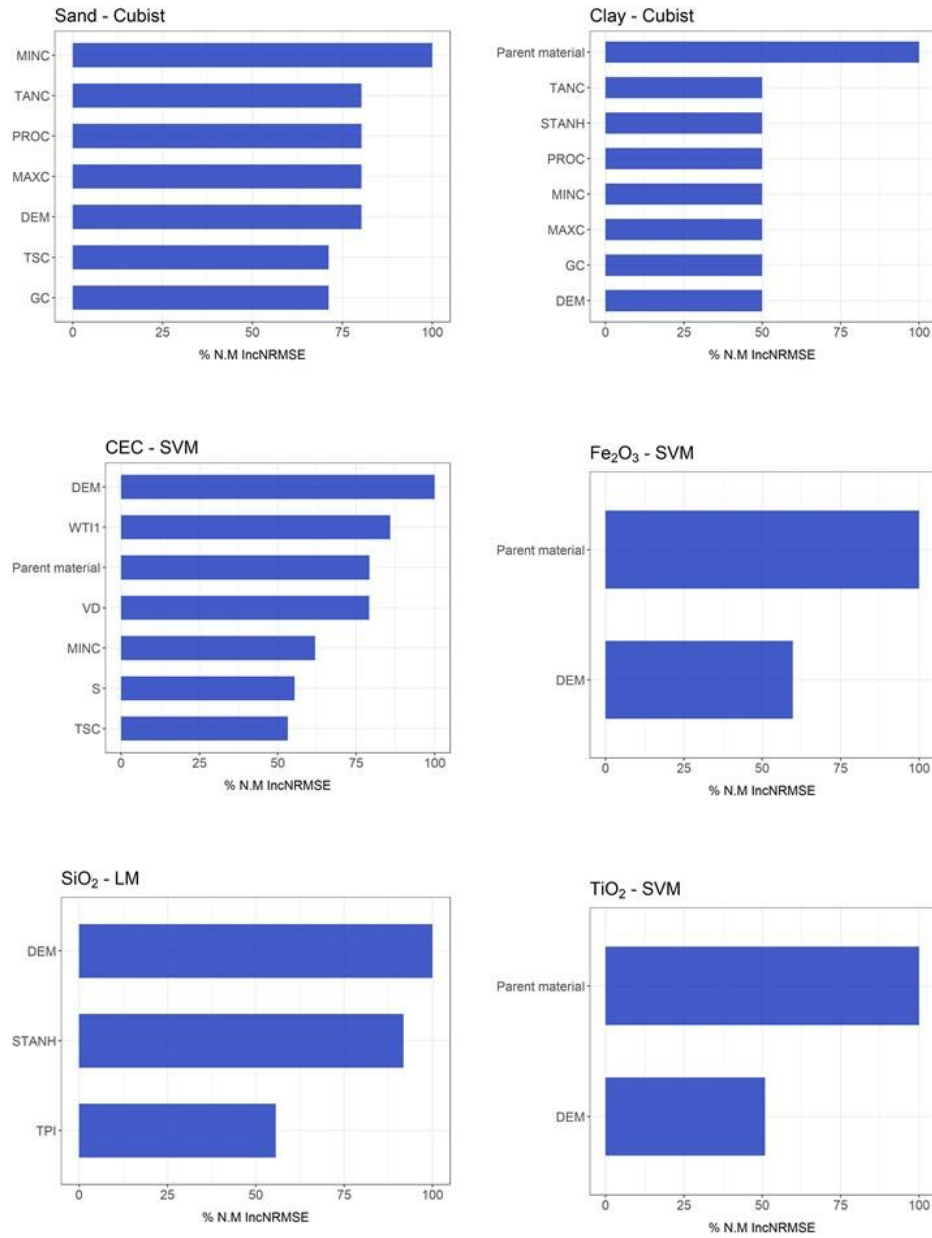 Sand - Cubist
MINC
TANC
PROC
MAXC
DEM
TSC
GC
0 25 50 75 100
% N.M IncNRMSE
Clay - Cubist
Parent material
TANC
STANH
PROC
MINC
MAXC
GC
DEM
0 25 50 75 100
% N.M IncNRMSE
CEC - SVM
DEM
WTI1
Parent material
VD
MINC
S
TSC
0 25 50 75 100
% N.M IncNRMSE
Fe₂O₃ - SVM
Parent material
DEM
0 25 50 75 100
% N.M IncNRMSE
SiO₂ - LM
DEM
STANH
TPI
0 25 50 75 100
% N.M IncNRMSE
TiO₂ - SVM
Parent material
DEM
0 25 50 75 100
% N.M IncNRMSE